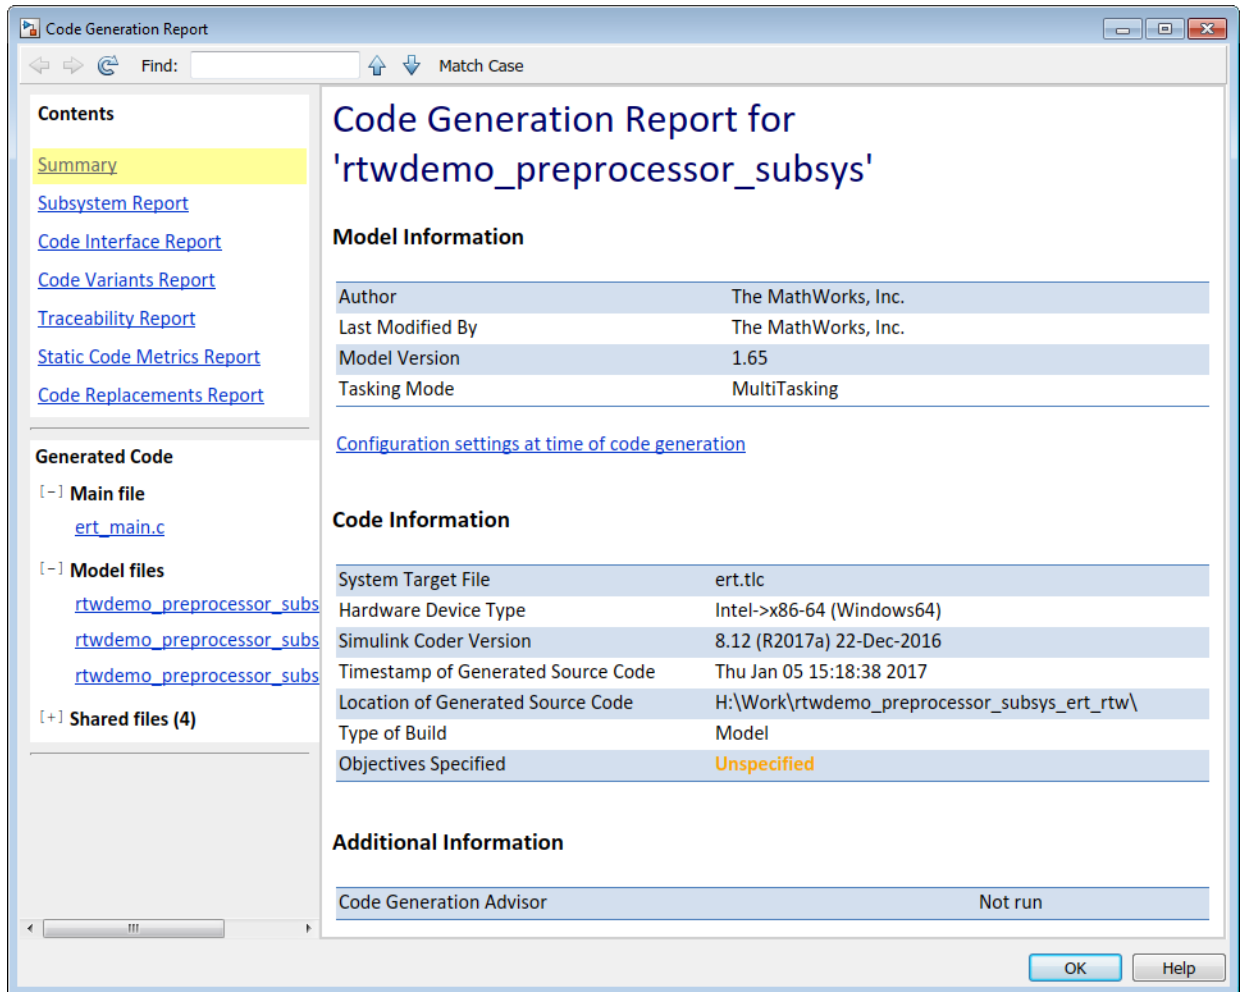 Code Generation Report
Find:
Match Case
Contents
Summary
Subsystem Report
Code Interface Report
Code Variants Report
Traceability Report
Static Code Metrics Report
Code Replacements Report
Generated Code
[-] Main file
ert_main.c
[-] Model files
rtwdemo_preprocessor_subs
rtwdemo_preprocessor_subs
rtwdemo_preprocessor_subs
[+] Shared files (4)
Code Generation Report for
'rtwdemo_preprocessor_subsys'
Model Information
Author The MathWorks, Inc.
Last Modified By The MathWorks, Inc.
Model Version 1.65
Tasking Mode MultiTasking
Configuration settings at time of code generation
Code Information
System Target File ert.tlc
Hardware Device Type Intel->x86-64 (Windows64)
Simulink Coder Version 8.12 (R2017a) 22-Dec-2016
Timestamp of Generated Source Code Thu Jan 05 15:18:38 2017
Location of Generated Source Code H:\Work\rtwdemo_preprocessor_subsys_ert_rtw\
Type of Build Model
Objectives Specified Unspecified
Additional Information
Code Generation Advisor Not run
OK Help